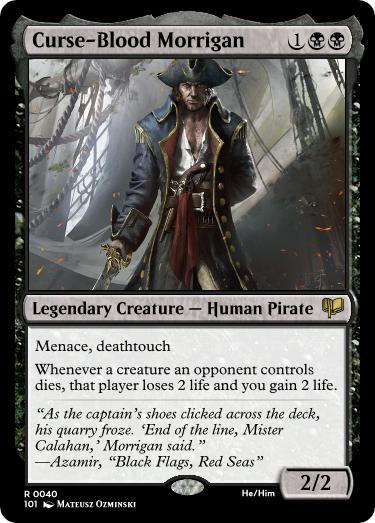 Curse-Blood Morrigan 1
Legendary Creature — Human Pirate
Menace, deathtouch
Whenever a creature an opponent controls
dies, that player loses 2 life and you gain 2 life.
“As the captain’s shoes clicked across the deck,
his quarry froze. ‘End of the line, Mister
Calahan,’ Morrigan said.”
—Azamir, “Black Flags, Red Seas”
2/2
R 0040
He/Him
101 Mateusz Ozminski